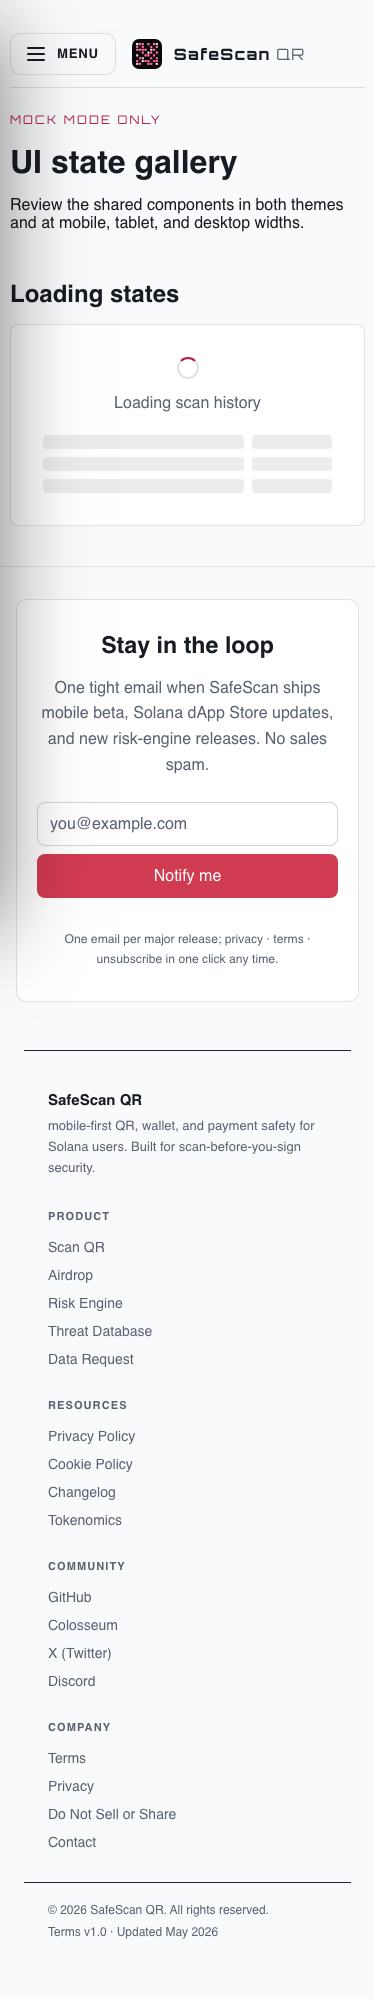 MENU
SafeScan QR
MOCK MODE ONLY
UI state gallery
Review the shared components in both themes
and at mobile, tablet, and desktop widths.
Loading states
Loading scan history
Stay in the loop
One tight email when SafeScan ships
mobile beta, Solana dApp Store updates,
and new risk-engine releases. No sales
spam.
you@example.com
Notify me
One email per major release; privacy · terms ·
unsubscribe in one click any time.
SafeScan QR
mobile-first QR, wallet, and payment safety for
Solana users. Built for scan-before-you-sign
security.
PRODUCT
Scan QR
Airdrop
Risk Engine
Threat Database
Data Request
RESOURCES
Privacy Policy
Cookie Policy
Changelog
Tokenomics
COMMUNITY
GitHub
Colosseum
X (Twitter)
Discord
COMPANY
Terms
Privacy
Do Not Sell or Share
Contact
© 2026 SafeScan QR. All rights reserved.
Terms v1.0 · Updated May 2026